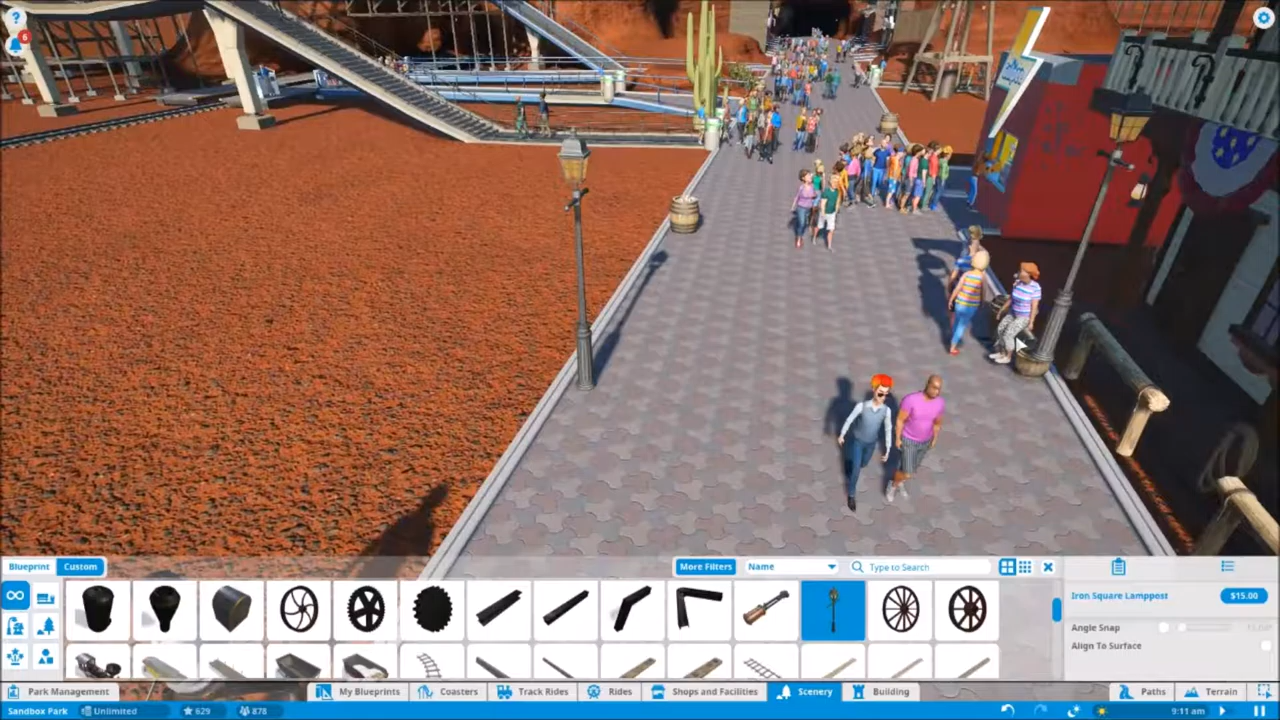 ?
6
Blueprint Custom More Filters Name Type to Search
Iron Square Lamppost $15.00
Angle Snap
Align To Surface
Park Management My Blueprints Coasters Track Rides Rides Shops and Facilities Scenery Building Paths Terrain
Sandbox Park Unlimited 629 878 9:11 am